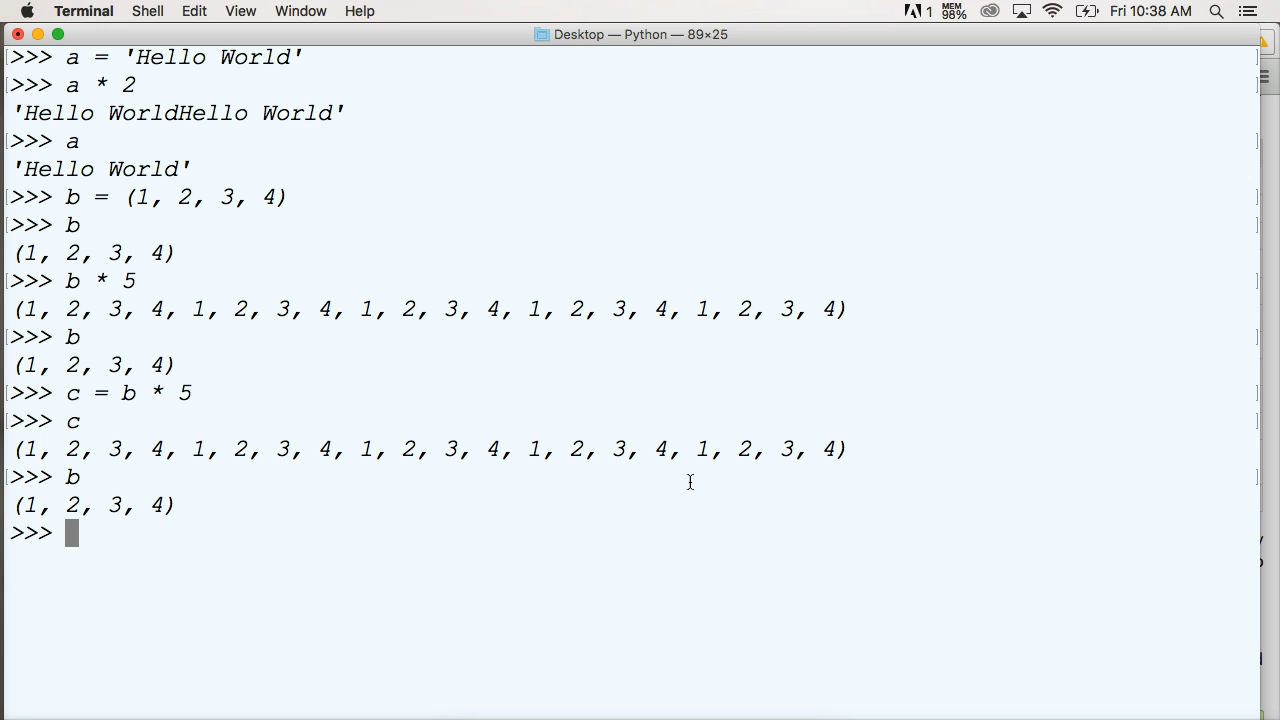 Terminal Shell Edit View Window Help 1 MEM 98% Fri 10:38 AM
Desktop — Python — 89×25
>>> a = 'Hello World'
>>> a * 2
'Hello WorldHello World'
>>> a
'Hello World'
>>> b = (1, 2, 3, 4)
>>> b
(1, 2, 3, 4)
>>> b * 5
(1, 2, 3, 4, 1, 2, 3, 4, 1, 2, 3, 4, 1, 2, 3, 4, 1, 2, 3, 4)
>>> b
(1, 2, 3, 4)
>>> c = b * 5
>>> c
(1, 2, 3, 4, 1, 2, 3, 4, 1, 2, 3, 4, 1, 2, 3, 4, 1, 2, 3, 4)
>>> b
(1, 2, 3, 4)
>>>